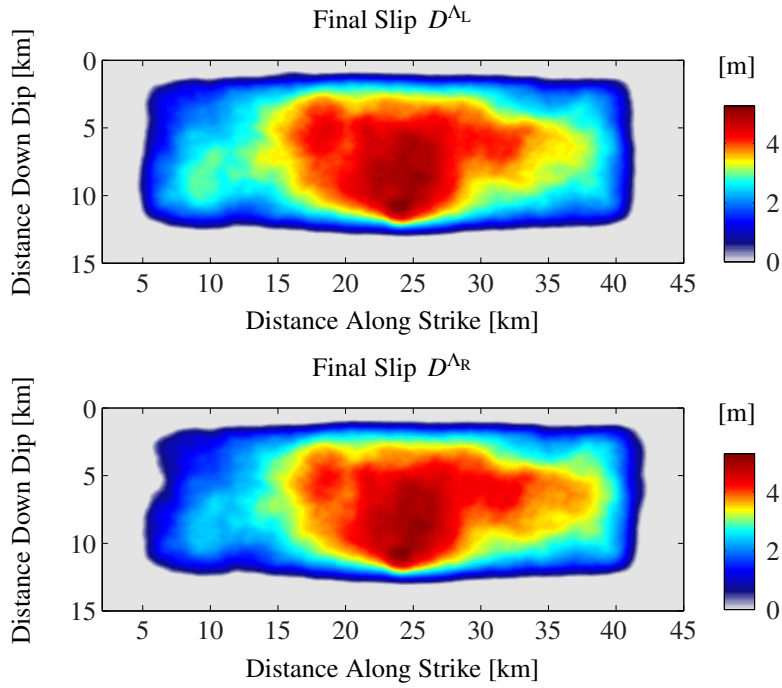 Final Slip D^Λ_L
[m]
Distance Down Dip [km]
0
5
10
15
5 10 15 20 25 30 35 40 45
Distance Along Strike [km]
4
2
0
Final Slip D^Λ_R
[m]
Distance Down Dip [km]
0
5
10
15
5 10 15 20 25 30 35 40 45
Distance Along Strike [km]
4
2
0